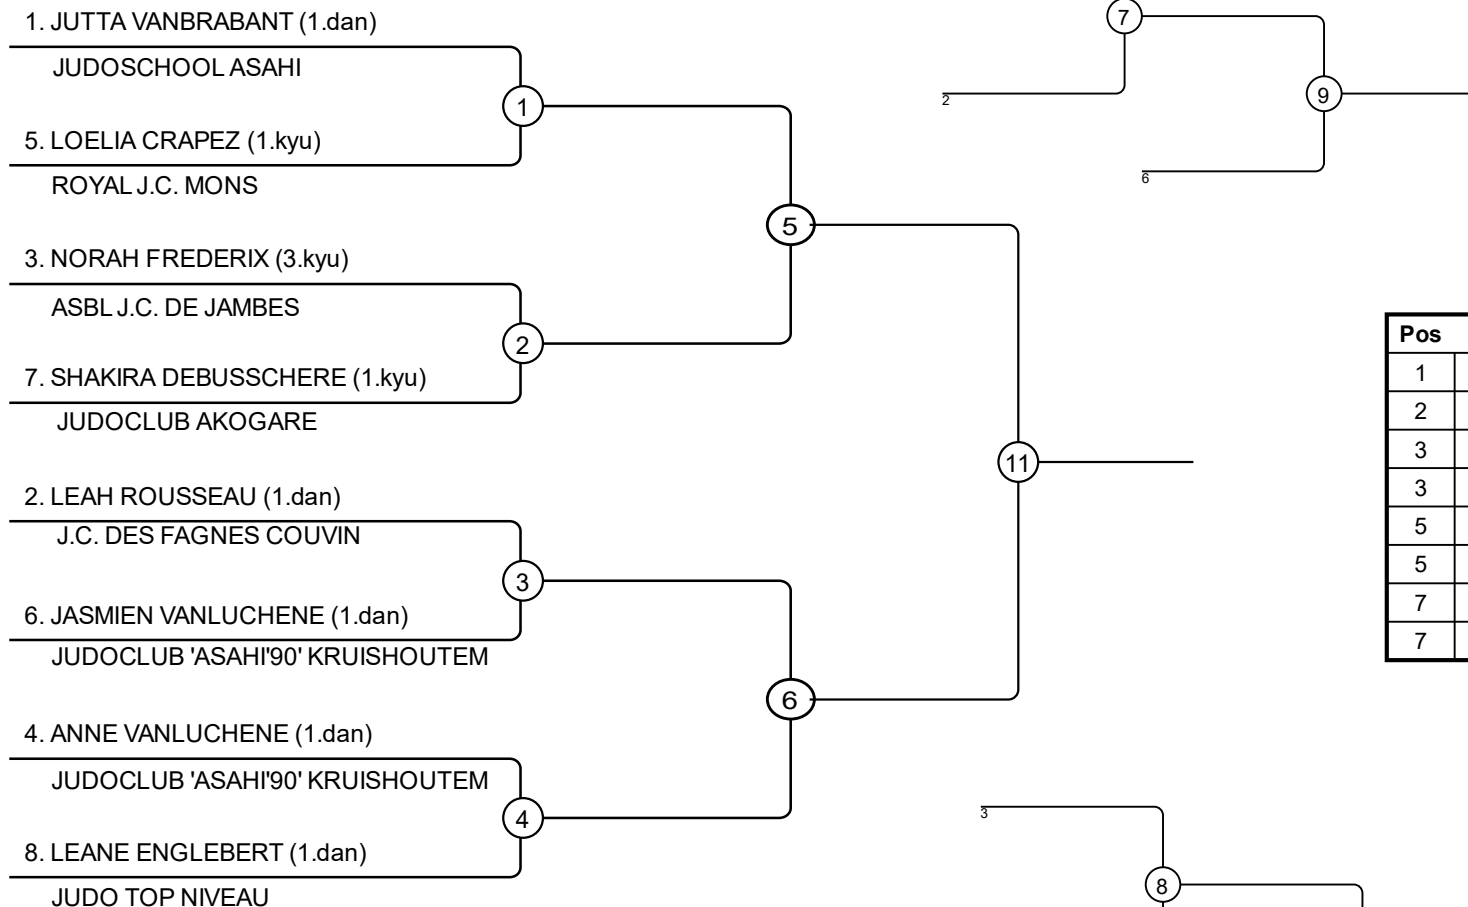 1. JUTTA VANBRABANT (1.dan)
JUDOSCHOOL ASAHI
1
5. LOELIA CRAPEZ (1.kyu)
ROYAL J.C. MONS
5
3. NORAH FREDERIX (3.kyu)
ASBL J.C. DE JAMBES
2
7. SHAKIRA DEBUSSCHERE (1.kyu)
JUDOCLUB AKOGARE
11
2. LEAH ROUSSEAU (1.dan)
J.C. DES FAGNES COUVIN
3
6. JASMIEN VANLUCHENE (1.dan)
JUDOCLUB 'ASAHI'90' KRUISHOUTEM
6
4. ANNE VANLUCHENE (1.dan)
JUDOCLUB 'ASAHI'90' KRUISHOUTEM
4
8. LEANE ENGLEBERT (1.dan)
JUDO TOP NIVEAU
7
2
9
6
Pos
1
2
3
3
5
5
7
7
3
8